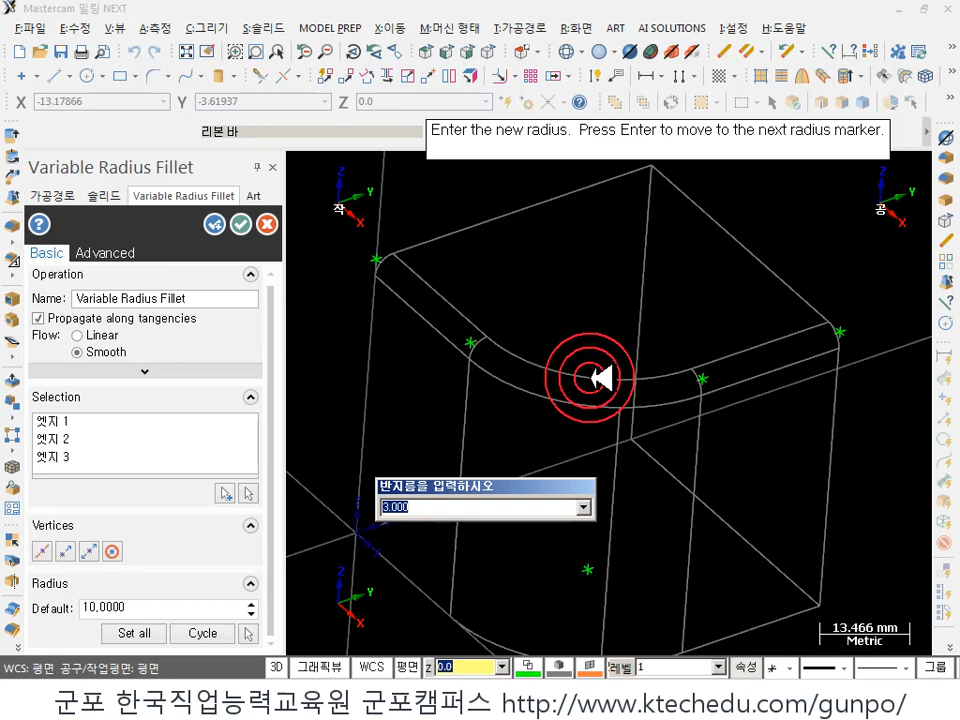 Mastercam 밀링 NEXT
F:파일 E:수정 V:뷰 A:측정 C:그리기 S:솔리드 MODEL PREP X:이동 M:머신 형태 T:가공경로 R:화면 ART AI SOLUTIONS I:설정 H:도움말
X -13.17866 Y -3.61937 Z 0.0
리본 바
Enter the new radius. Press Enter to move to the next radius marker.
Variable Radius Fillet
가공경로 솔리드 Variable Radius Fillet Art
Basic Advanced
Operation
Name: Variable Radius Fillet
Propagate along tangencies
Flow: Linear
Smooth
Selection
엣지 1
엣지 2
엣지 3
Vertices
Radius
Default: 10,0000
Set all Cycle
Z Y X 작
Z Y X 공
반지름을 입력하시오
3.000
Z Y X
13.466 mm
Metric
WCS: 평면 공구/작업평면: 평면
3D 그래픽뷰 WCS 평면 Z 0.0 레벨 1 속성 그룹
군포 한국직업능력교육원 군포캠퍼스 http://www.ktechedu.com/gunpo/